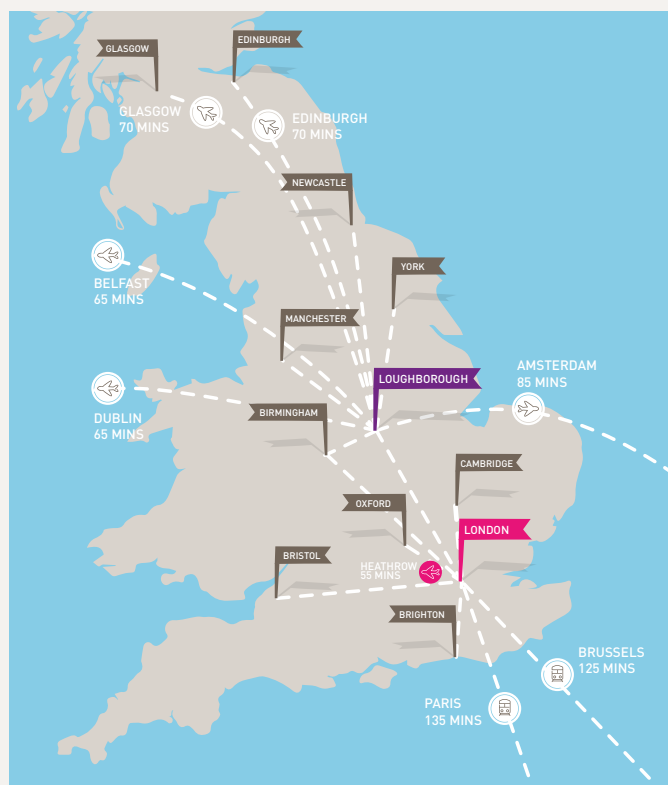 GLASGOW
EDINBURGH
GLASGOW
70 MINS
EDINBURGH
70 MINS
NEWCASTLE
YORK
BELFAST
65 MINS
MANCHESTER
AMSTERDAM
85 MINS
LOUGHBOROUGH
DUBLIN
65 MINS
BIRMINGHAM
CAMBRIDGE
OXFORD
LONDON
BRISTOL
HEATHROW
55 MINS
BRIGHTON
BRUSSELS
125 MINS
PARIS
135 MINS